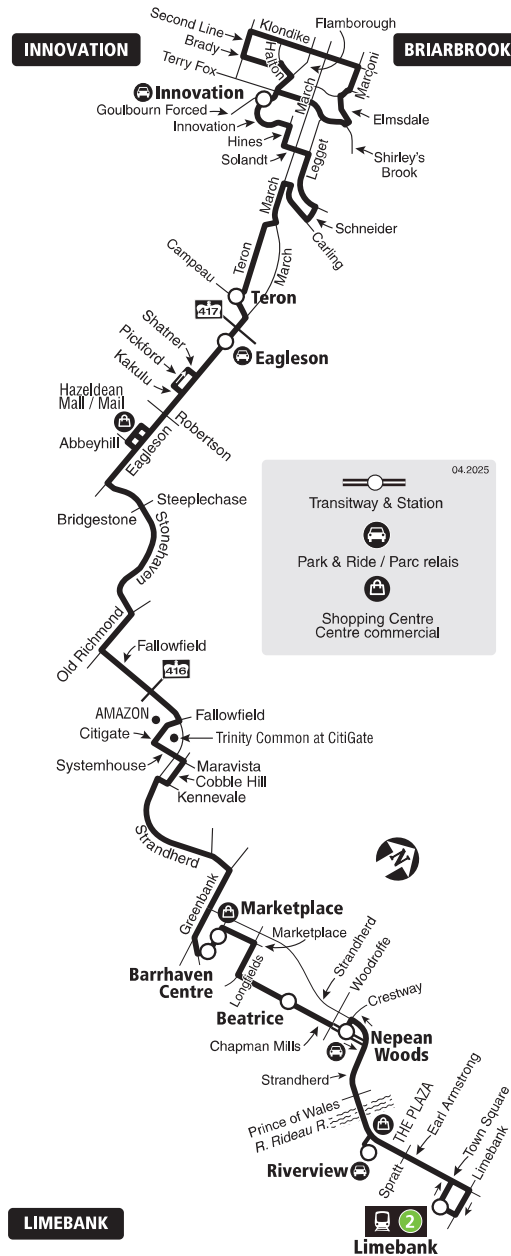 INNOVATION
BRIARBROOK
Second Line
Klondike
Flamborough
Brady
Halton
Terry Fox
March
Marconi
Innovation
Goulbourn Forced
Innovation
Elmsdale
Hines
Solandt
Legget
Shirley's
Brook
March
Schneider
Carling
Teron
March
Campeau
Teron
417
Eagleson
Shatner
Pickford
Kakulu
Hazeldean
Mall / Mail
Abbeyhill
Eagleson
Robertson
04.2025
Transitway & Station
Park & Ride / Parc relais
Shopping Centre
Centre commercial
Steeplechase
Bridgestone
Stonehaven
Old Richmond
Fallowfield
416
AMAZON
Fallowfield
Citigate
Trinity Common at CitiGate
Systemhouse
Maravista
Cobble Hill
Kennevale
Strandherd
N
Greenbank
Marketplace
Marketplace
Barrhaven
Centre
Longfields
Strandherd
Woodroffe
Crestway
Beatrice
Chapman Mills
Nepean
Woods
Strandherd
Prince of Wales
R. Rideau R.
THE PLAZA
Earl Armstrong
Town Square
Limebank
Riverview
Spratt
2
Limebank
LIMEBANK